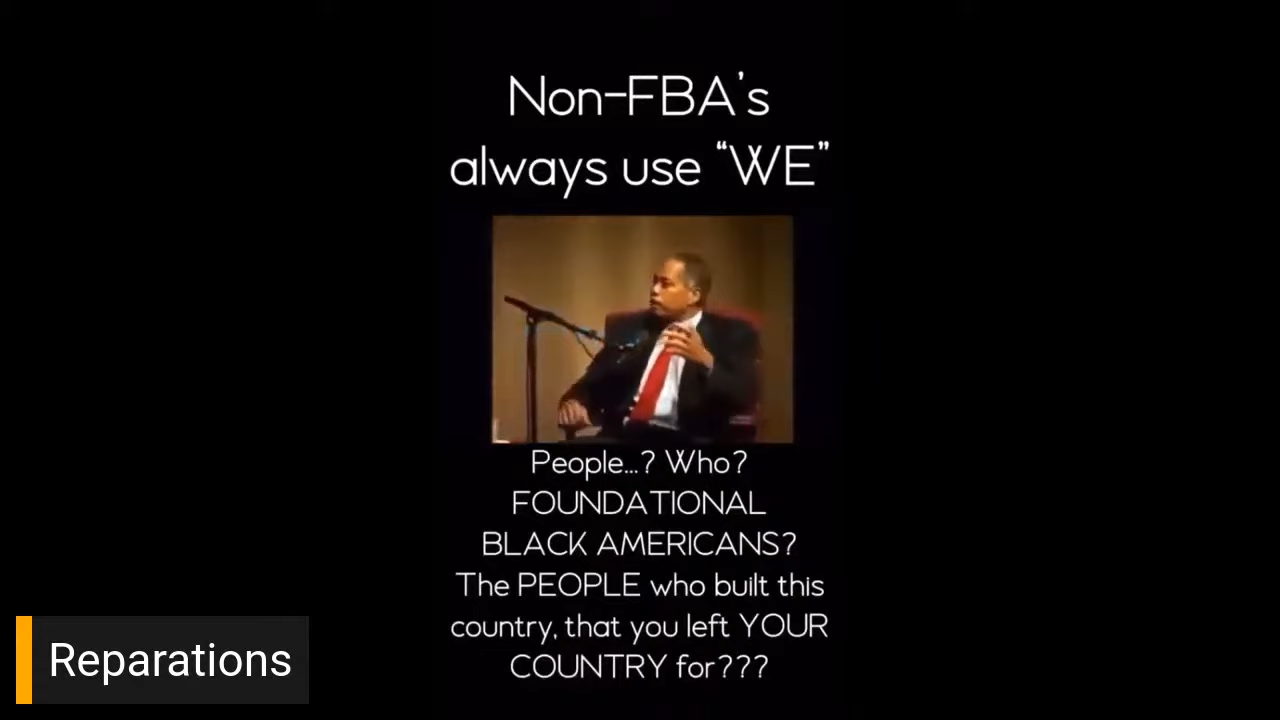 Non-FBA's
always use “WE”
People...? Who?
FOUNDATIONAL
BLACK AMERICANS?
The PEOPLE who built this
country, that you left YOUR
COUNTRY for???
Reparations